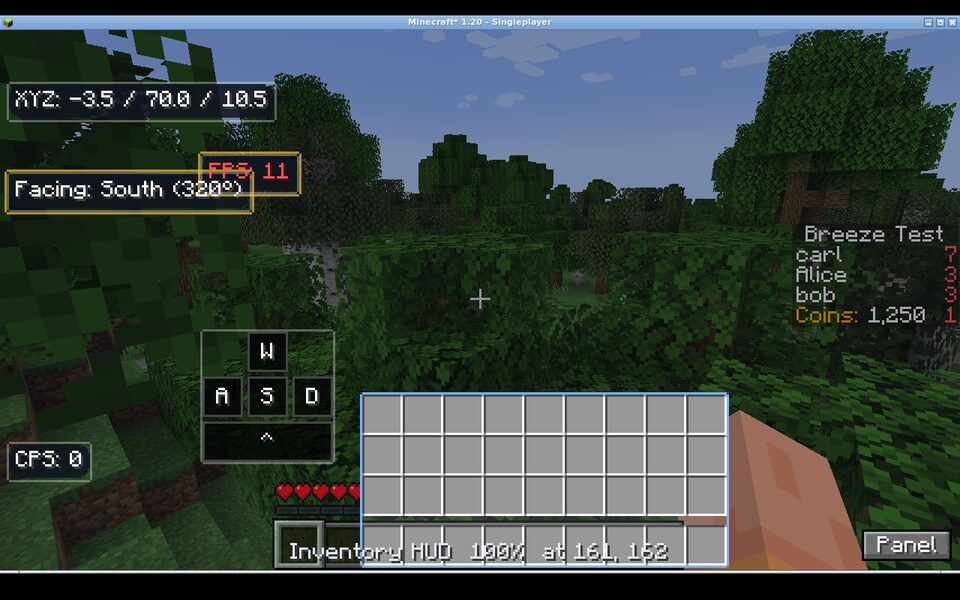 Minecraft* 1.20 - Singleplayer
XYZ: -3.5 / 70.0 / 10.5
FPS: 11
Facing: South (320°)
Breeze Test
carl 7
Alice 3
bob 3
Coins: 1,250 1
W
A S D
^
CPS: 0
Inventory HUD 100% at 161, 162
Panel